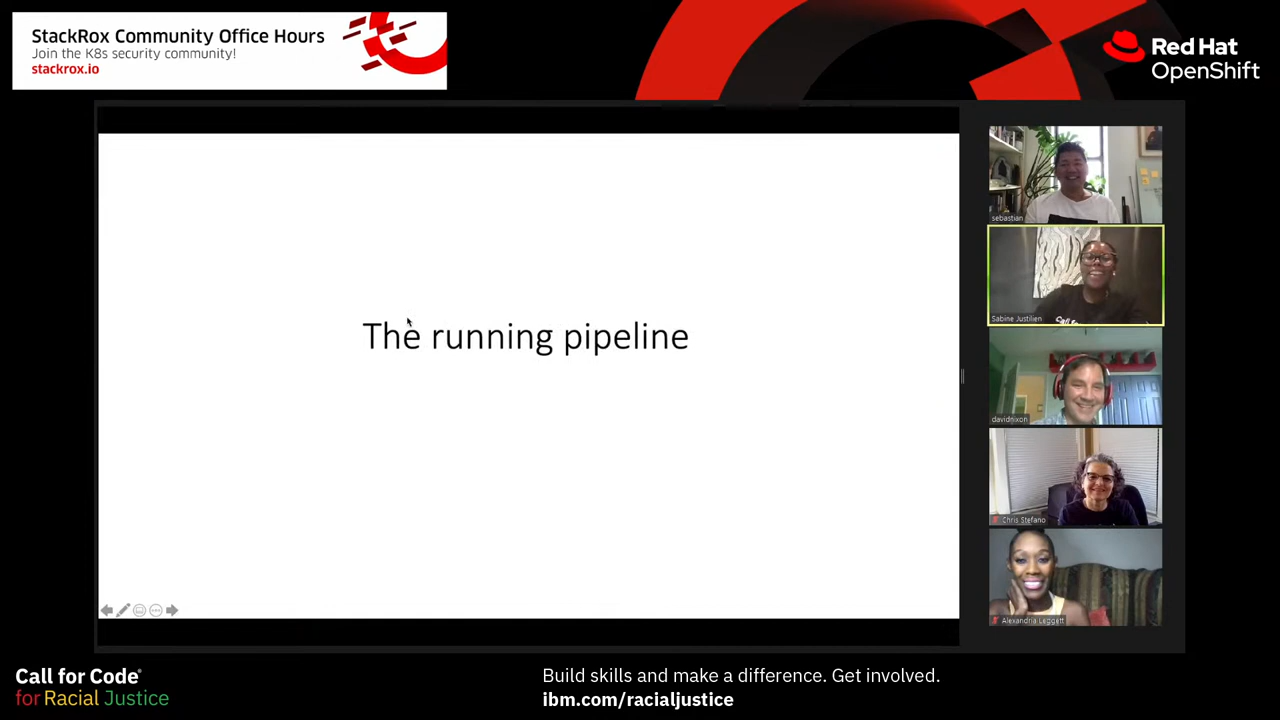 StackRox Community Office Hours
Join the K8s security community!
stackrox.io
Red Hat
OpenShift
The running pipeline
sebastian
Sabine Justilien
davidnixon
Chris Stefano
Alexandria Leggett
Call for Code®
for Racial Justice
Build skills and make a difference. Get involved.
ibm.com/racialjustice